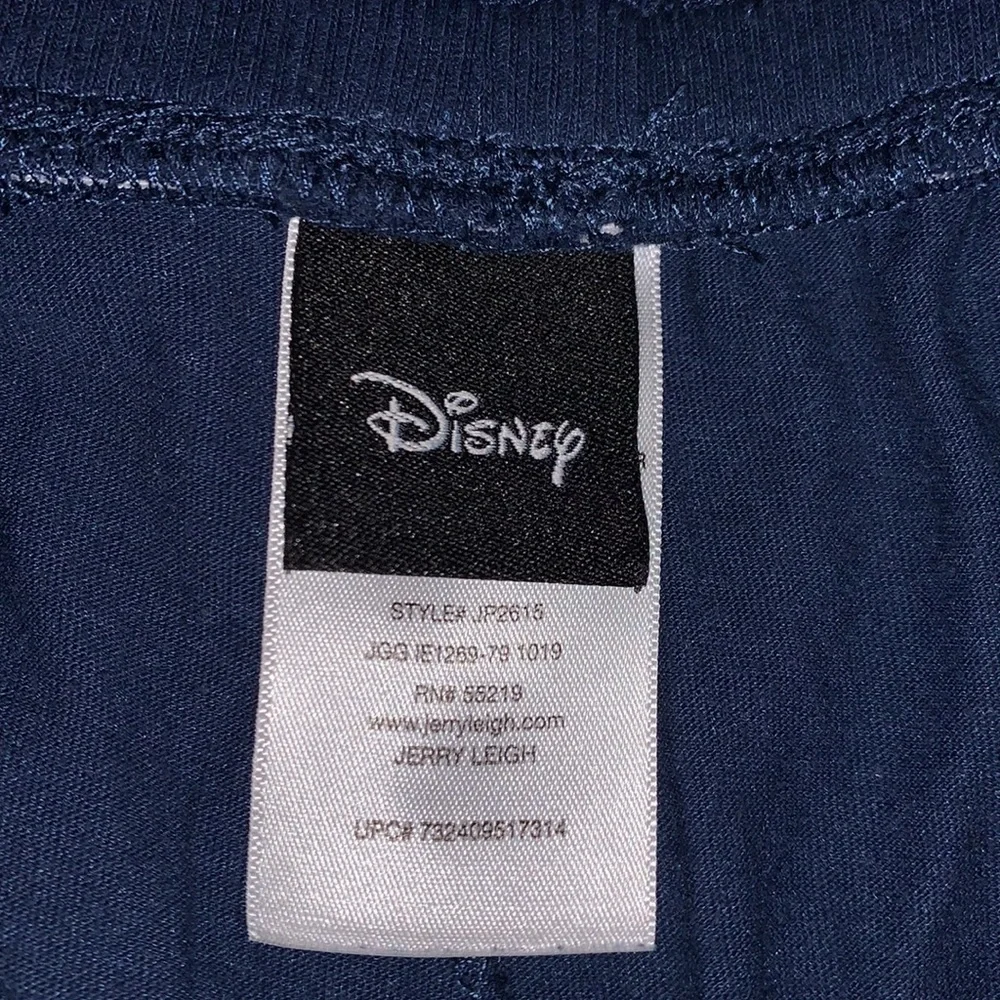 Disney
STYLE# JP2615
JGG IE1269-79 1019
RN# 55219
www.jerryleigh.com
JERRY LEIGH
UPC# 732409517314